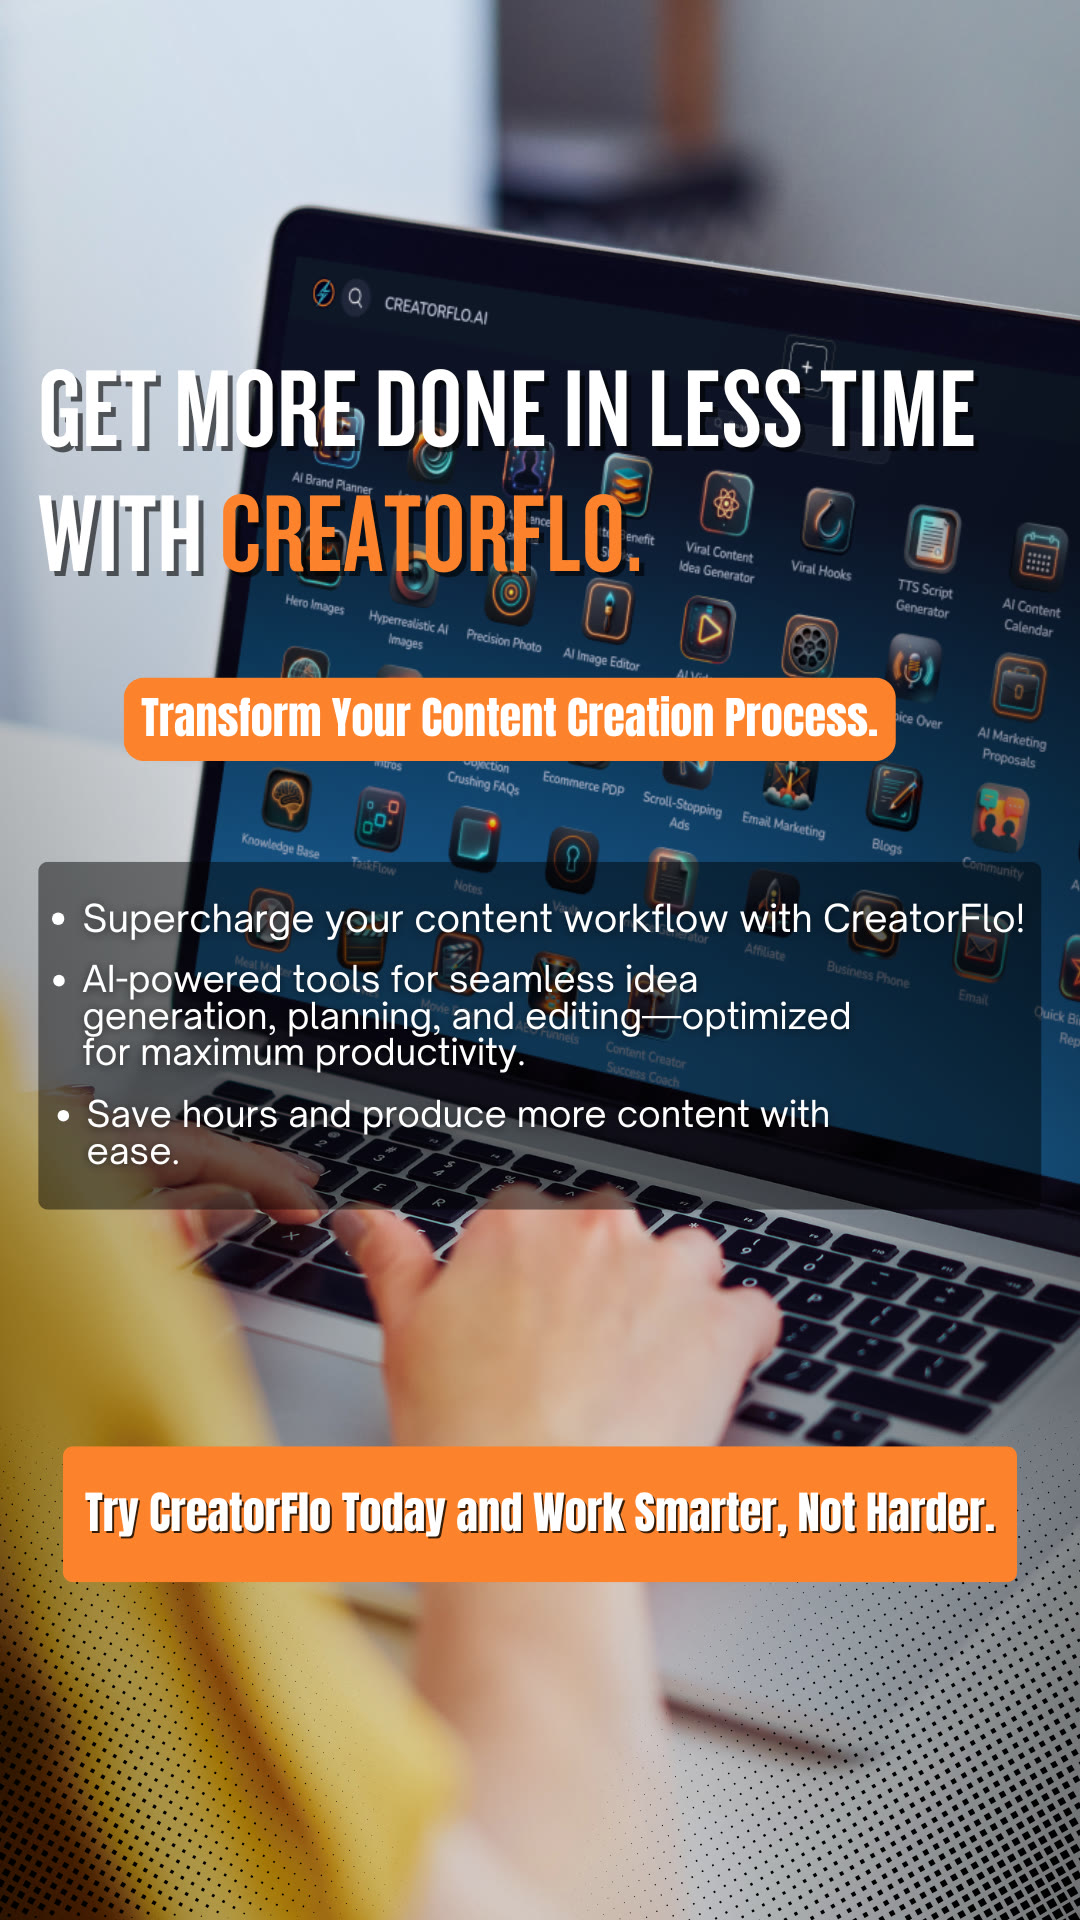 CREATORFLO.AI
GET MORE DONE IN LESS TIME
WITH CREATORFLO.
AI Brand Planner
Viral Content
Idea Generator
Viral Hooks
TTS Script
Generator
AI Content
Calendar
Hero Images
Hyperrealistic AI
Images
Precision Photo
AI Image Editor
AI Marketing
Proposals
Transform Your Content Creation Process.
Intros
Objection
Crushing FAQs
Ecommerce PDP
Scroll-Stopping
Ads
Email Marketing
Blogs
Community
Knowledge Base
TaskFlow
Notes
Affiliate
Business Phone
Email
• Supercharge your content workflow with CreatorFlo!
• AI-powered tools for seamless idea
generation, planning, and editing—optimized
for maximum productivity.
Content Creator
Success Coach
• Save hours and produce more content with
ease.
Try CreatorFlo Today and Work Smarter, Not Harder.